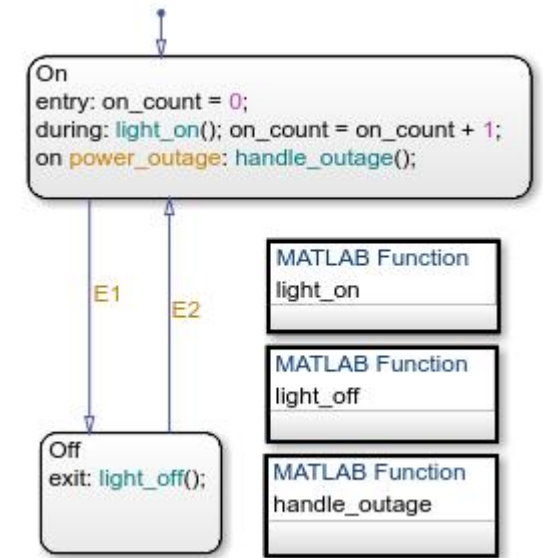 On
entry: on_count = 0;
during: light_on(); on_count = on_count + 1;
on power_outage: handle_outage();
E1
E2
MATLAB Function
light_on
MATLAB Function
light_off
Off
exit: light_off();
MATLAB Function
handle_outage